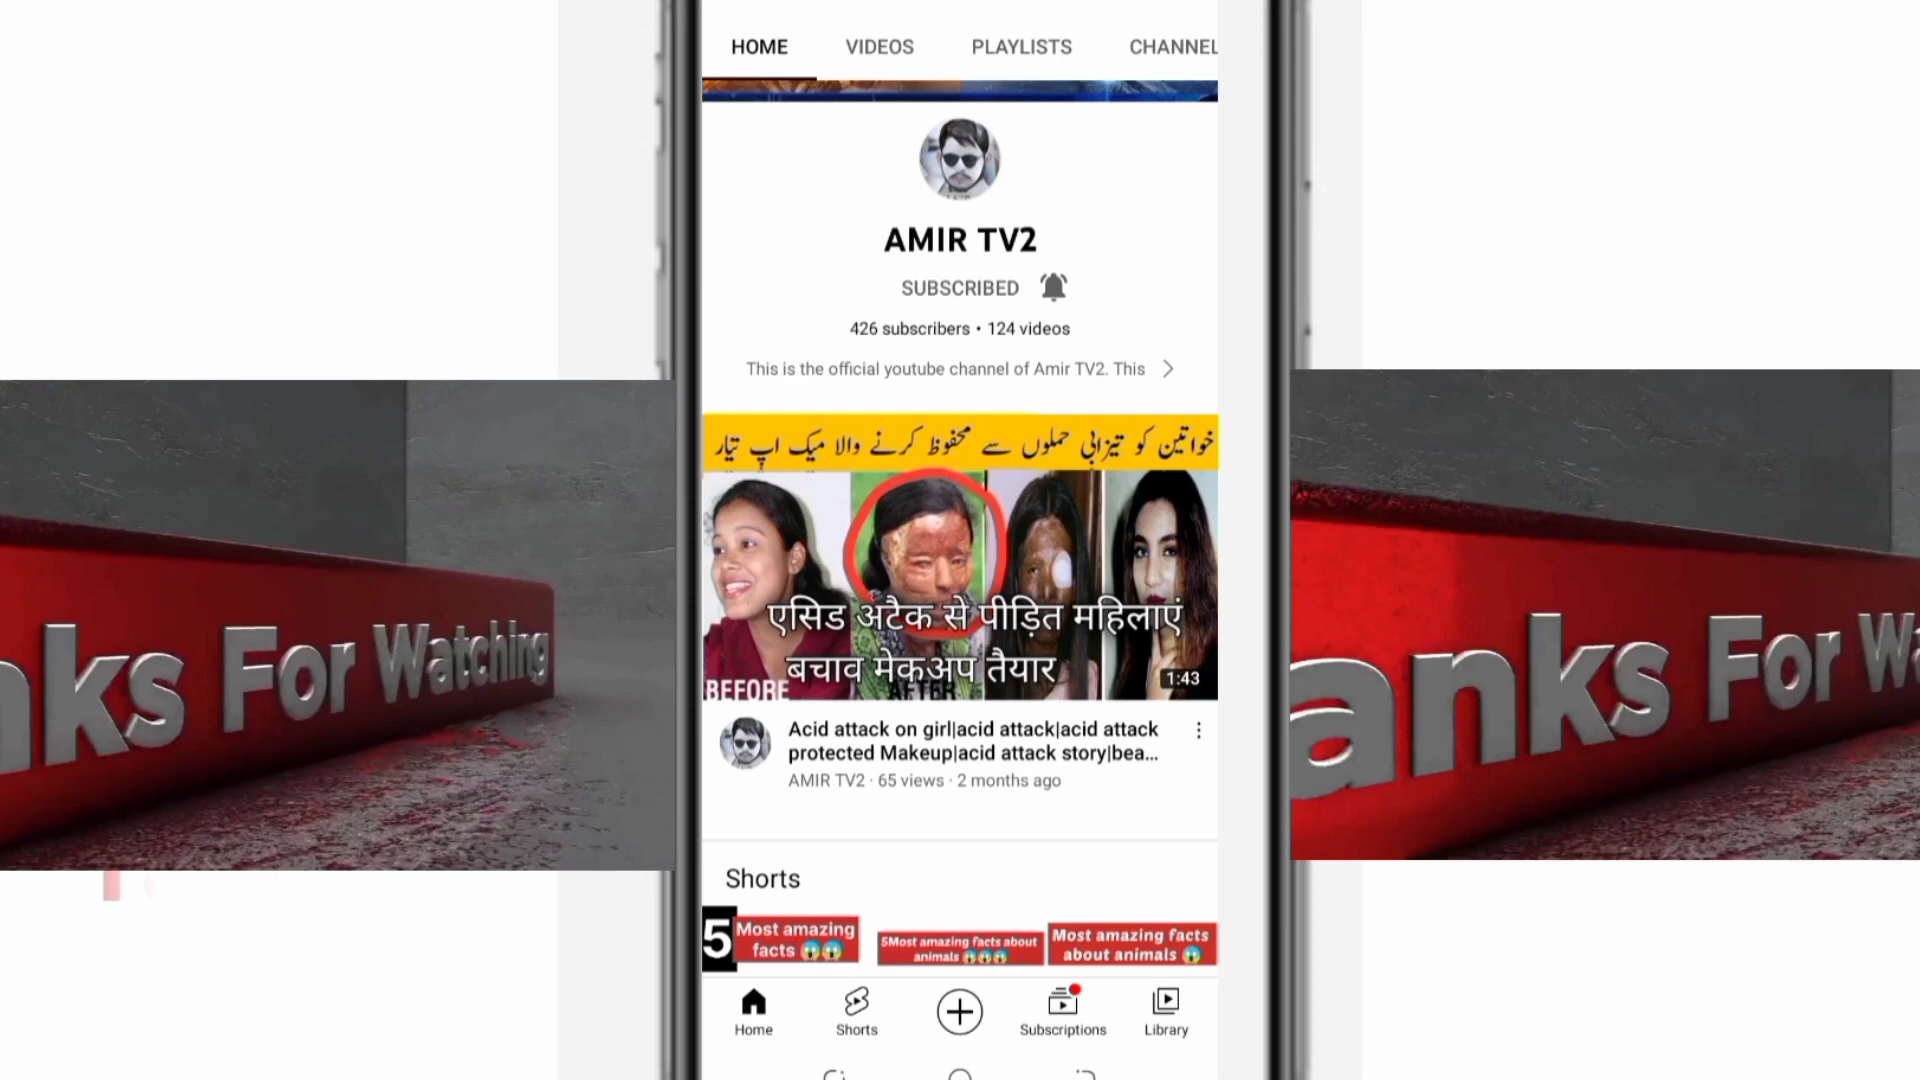 HOME VIDEOS PLAYLISTS CHANNEL
AMIR TV2
SUBSCRIBED
426 subscribers • 124 videos
This is the official youtube channel of Amir TV2. This
خواتین کو تیزابی حملوں سے محفوظ کرنے والا میک اپ تیار
एसिड अटैक से पीड़ित महिलाएं
बचाव मेकअप तैयार
BEFORE AFTER
1:43
nks For Watching
anks For Wa
Acid attack on girl|acid attack|acid attack
protected Makeup|acid attack story|bea...
AMIR TV2 · 65 views · 2 months ago
Shorts
5 Most amazing
facts 😱😱
5Most amazing facts about
animals 😱😱😱
Most amazing facts
about animals 😱
Home Shorts Subscriptions Library